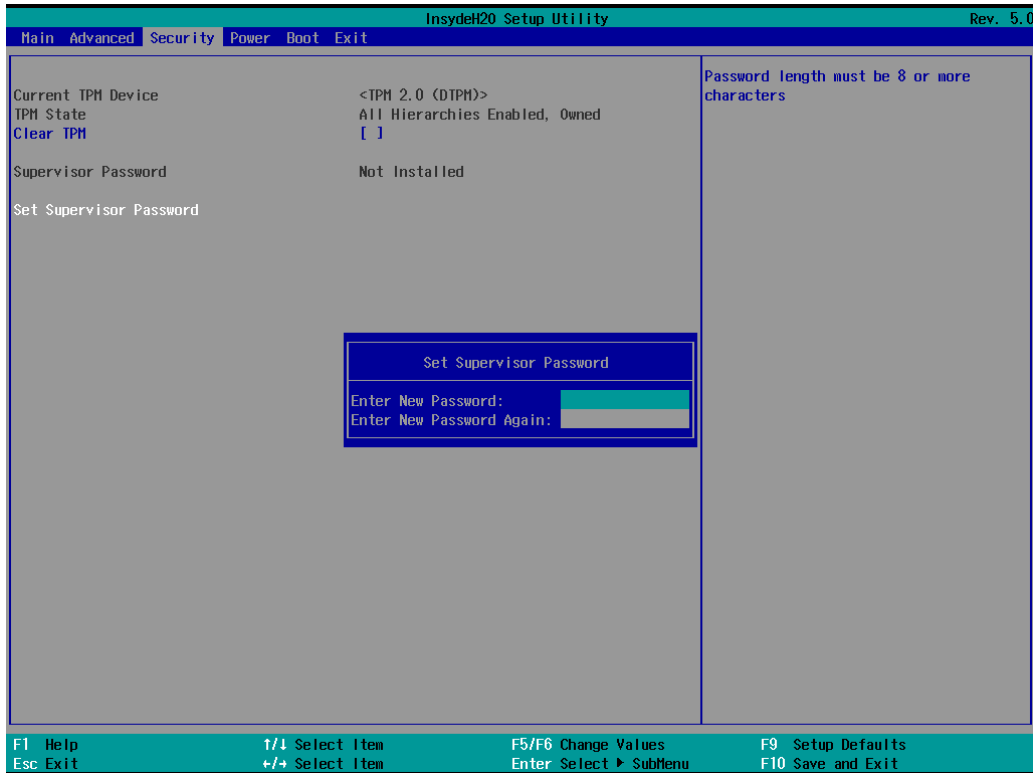 InsydeH2O Setup Utility Rev. 5.0
Main Advanced Security Power Boot Exit
Current TPM Device <TPM 2.0 (DTPM)>
TPM State All Hierarchies Enabled, Owned
Clear TPM [ ]
Supervisor Password Not Installed
Set Supervisor Password
Password length must be 8 or more
characters
Set Supervisor Password
Enter New Password:
Enter New Password Again:
F1 Help ↑/↓ Select Item F5/F6 Change Values F9 Setup Defaults
Esc Exit ←/→ Select Item Enter Select ▶ SubMenu F10 Save and Exit